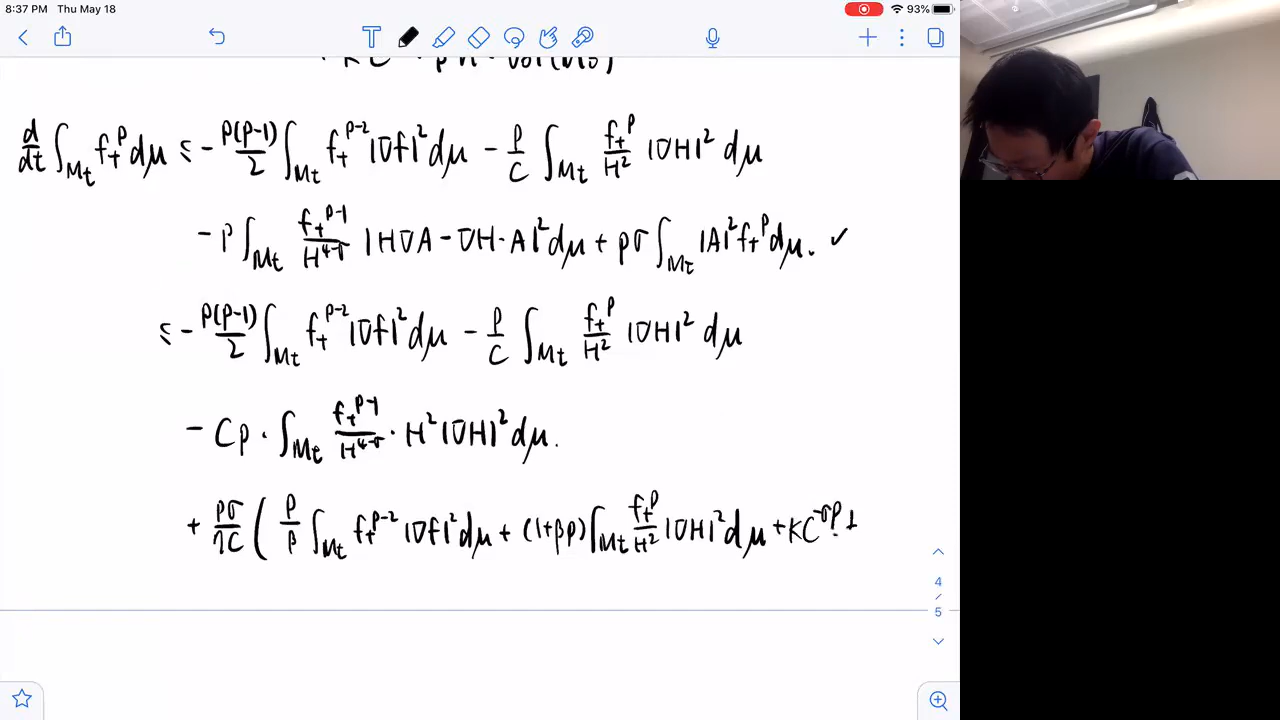 8:37 PM Thu May 18
93%
d/dt ∫_{M_t} f_+^p dμ ≤ - p(p-1)/2 ∫_{M_t} f_+^{p-2} |∇f|² dμ - p/C ∫_{M_t} f_+^p/H² |∇H|² dμ
- p ∫_{M_t} f_+^{p-1}/H^{4-σ} |H∇A - ∇H·A|² dμ + pσ ∫_{M_t} |A|² f_+^p dμ. ✓
≤ - p(p-1)/2 ∫_{M_t} f_+^{p-2} |∇f|² dμ - p/C ∫_{M_t} f_+^p/H² |∇H|² dμ
- Cp · ∫_{M_t} f_+^{p-1}/H^{4-σ} · H² |∇H|² dμ.
+ pσ/ηC ( p/β ∫_{M_t} f_+^{p-2} |∇f|² dμ + (1+βp) ∫_{M_t} f_+^p/H² |∇H|² dμ + KC^{-σp}
4
/
5